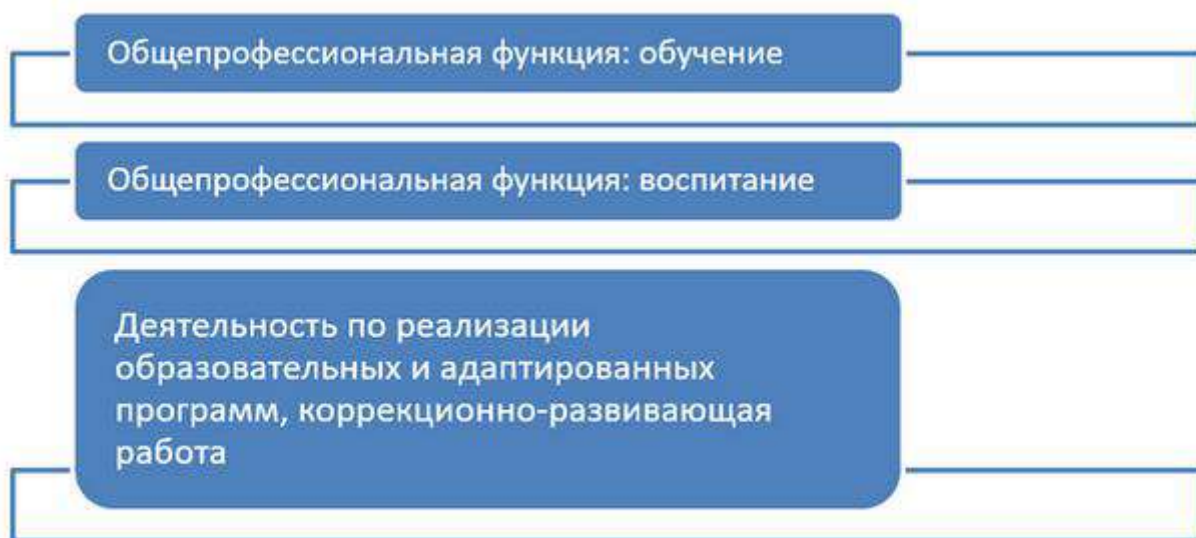 Общепрофессиональная функция: обучение
Общепрофессиональная функция: воспитание
Деятельность по реализации
образовательных и адаптированных
программ, коррекционно-развивающая
работа